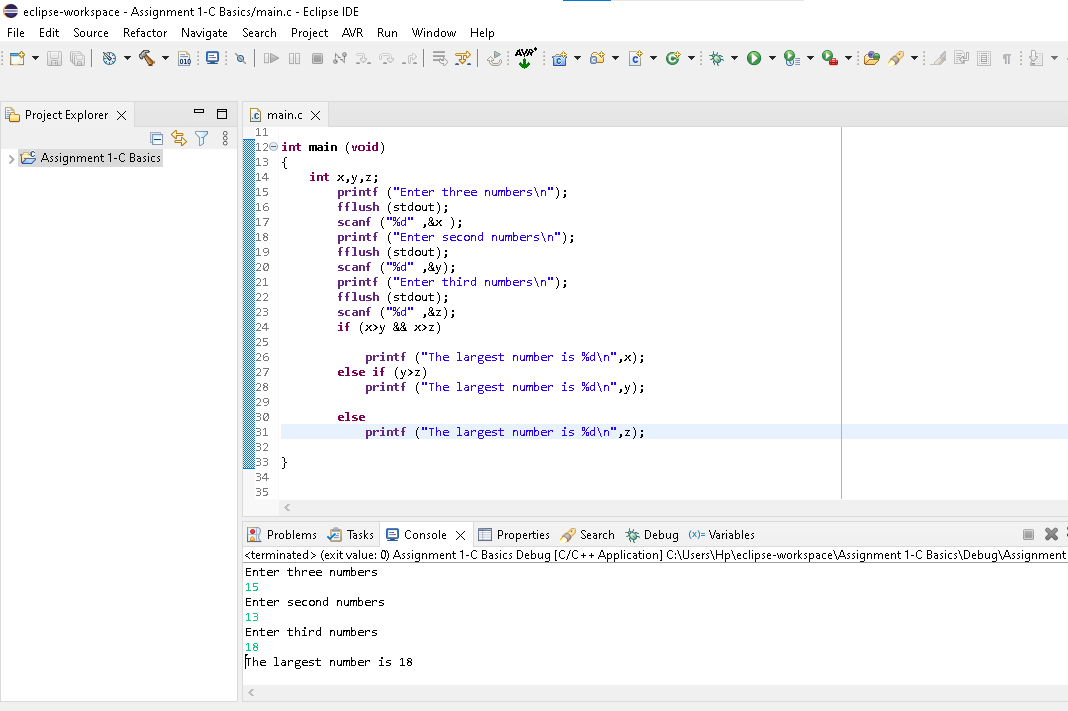 eclipse-workspace - Assignment 1-C Basics/main.c - Eclipse IDE
File Edit Source Refactor Navigate Search Project AVR Run Window Help
010 AVR
Project Explorer
main.c
Assignment 1-C Basics
11
12 int main (void)
13 {
14 int x,y,z;
15 printf ("Enter three numbers\n");
16 fflush (stdout);
17 scanf ("%d" ,&x );
18 printf ("Enter second numbers\n");
19 fflush (stdout);
20 scanf ("%d" ,&y);
21 printf ("Enter third numbers\n");
22 fflush (stdout);
23 scanf ("%d" ,&z);
24 if (x>y && x>z)
25
26 printf ("The largest number is %d\n",x);
27 else if (y>z)
28 printf ("The largest number is %d\n",y);
29
30 else
31 printf ("The largest number is %d\n",z);
32
33 }
34
35
Problems Tasks Console Properties Search Debug (x)= Variables
<terminated> (exit value: 0) Assignment 1-C Basics Debug [C/C++ Application] C:\Users\Hp\eclipse-workspace\Assignment 1-C Basics\Debug\Assignment
Enter three numbers
15
Enter second numbers
13
Enter third numbers
18
The largest number is 18